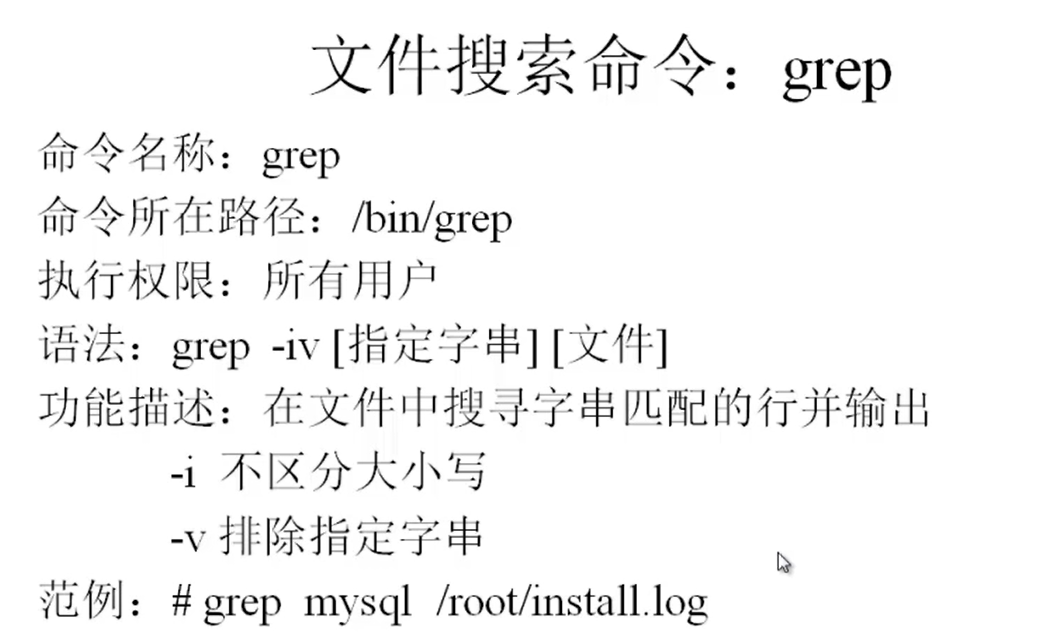 文件搜索命令：grep
命令名称：grep
命令所在路径：/bin/grep
执行权限：所有用户
语法：grep -iv [指定字串] [文件]
功能描述：在文件中搜寻字串匹配的行并输出
-i 不区分大小写
-v 排除指定字串
范例：# grep mysql /root/install.log